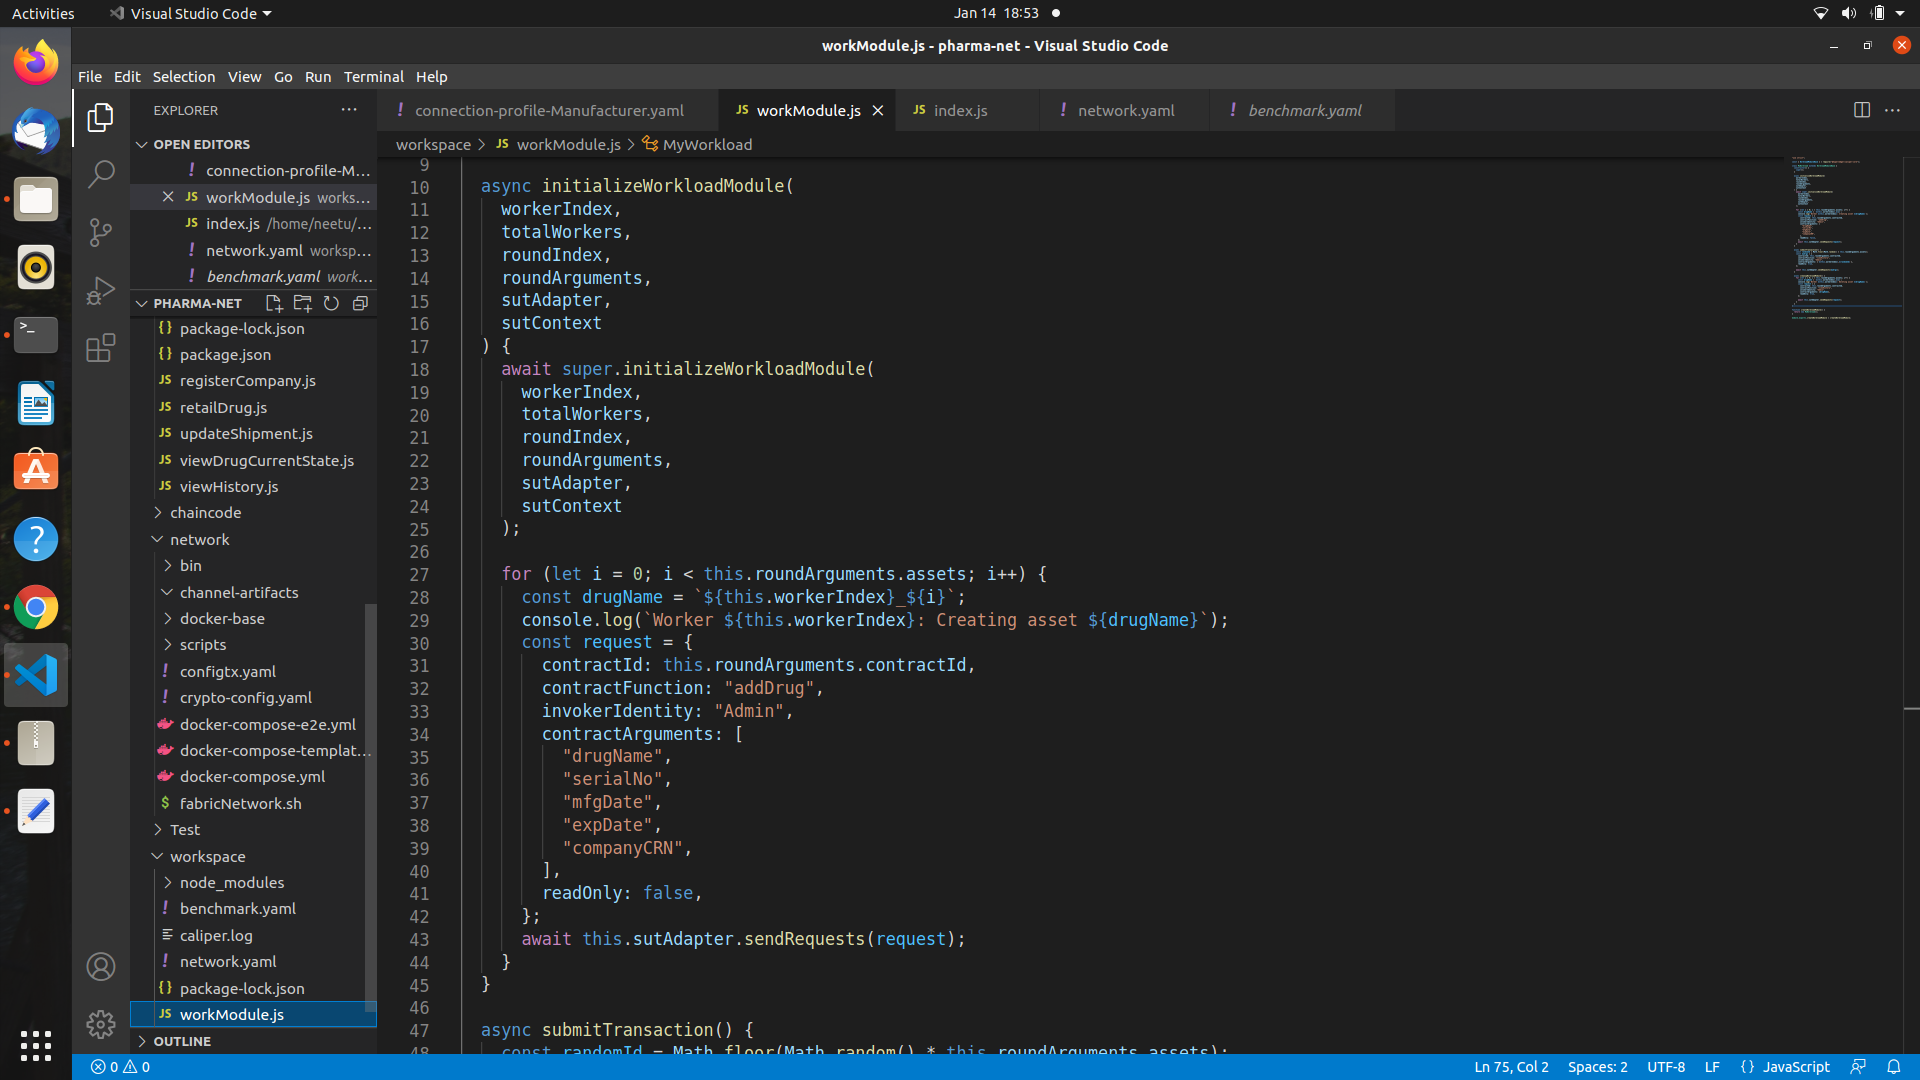 Activities
Visual Studio Code
Jan 14 18:53
workModule.js - pharma-net - Visual Studio Code
File Edit Selection View Go Run Terminal Help
EXPLORER
OPEN EDITORS
! connection-profile-M...
JS workModule.js works...
JS index.js /home/neetu/...
! network.yaml worksp...
! benchmark.yaml work...
PHARMA-NET
{} package-lock.json
{} package.json
JS registerCompany.js
JS retailDrug.js
JS updateShipment.js
JS viewDrugCurrentState.js
JS viewHistory.js
chaincode
network
bin
channel-artifacts
docker-base
scripts
! configtx.yaml
! crypto-config.yaml
docker-compose-e2e.yml
docker-compose-templat...
docker-compose.yml
$ fabricNetwork.sh
Test
workspace
node_modules
! benchmark.yaml
caliper.log
! network.yaml
{} package-lock.json
JS workModule.js
OUTLINE
! connection-profile-Manufacturer.yaml
JS workModule.js
JS index.js
! network.yaml
! benchmark.yaml
workspace > JS workModule.js > MyWorkload
9
10 async initializeWorkloadModule(
11 workerIndex,
12 totalWorkers,
13 roundIndex,
14 roundArguments,
15 sutAdapter,
16 sutContext
17 ) {
18 await super.initializeWorkloadModule(
19 workerIndex,
20 totalWorkers,
21 roundIndex,
22 roundArguments,
23 sutAdapter,
24 sutContext
25 );
26
27 for (let i = 0; i < this.roundArguments.assets; i++) {
28 const drugName = `${this.workerIndex}_${i}`;
29 console.log(`Worker ${this.workerIndex}: Creating asset ${drugName}`);
30 const request = {
31 contractId: this.roundArguments.contractId,
32 contractFunction: "addDrug",
33 invokerIdentity: "Admin",
34 contractArguments: [
35 "drugName",
36 "serialNo",
37 "mfgDate",
38 "expDate",
39 "companyCRN",
40 ],
41 readOnly: false,
42 };
43 await this.sutAdapter.sendRequests(request);
44 }
45 }
46
47 async submitTransaction() {
48 const randomId = Math.floor(Math.random() * this.roundArguments.assets);
0 0
Ln 75, Col 2 Spaces: 2 UTF-8 LF {} JavaScript